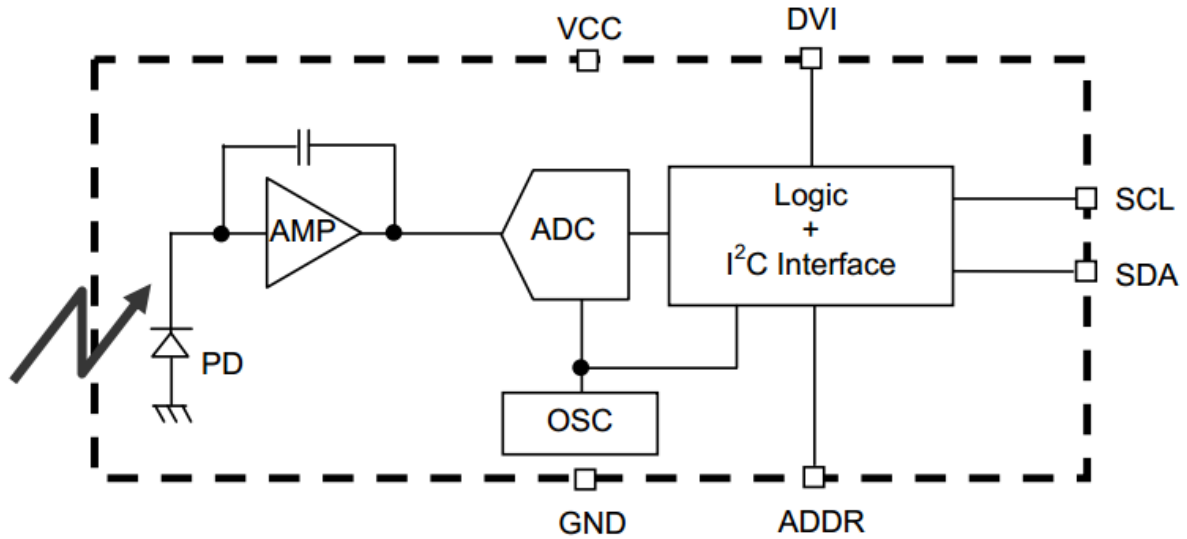 VCC
DVI
AMP
ADC
Logic
+
I²C Interface
SCL
SDA
PD
OSC
GND
ADDR